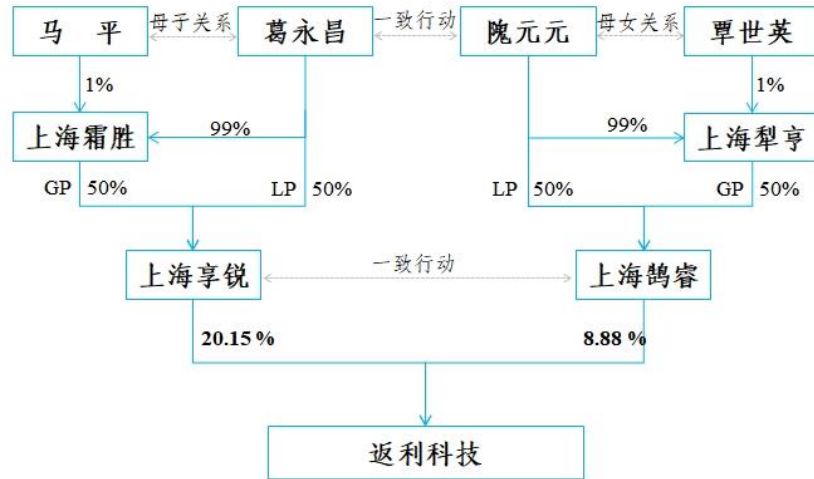 马 平
母子关系
葛永昌
一致行动
隗元元
母女关系
覃世英
1%
1%
上海霜胜
99%
99%
上海犁亨
GP 50%
LP 50%
LP 50%
GP 50%
上海享锐
一致行动
上海鹄睿
20.15 %
8.88 %
返利科技